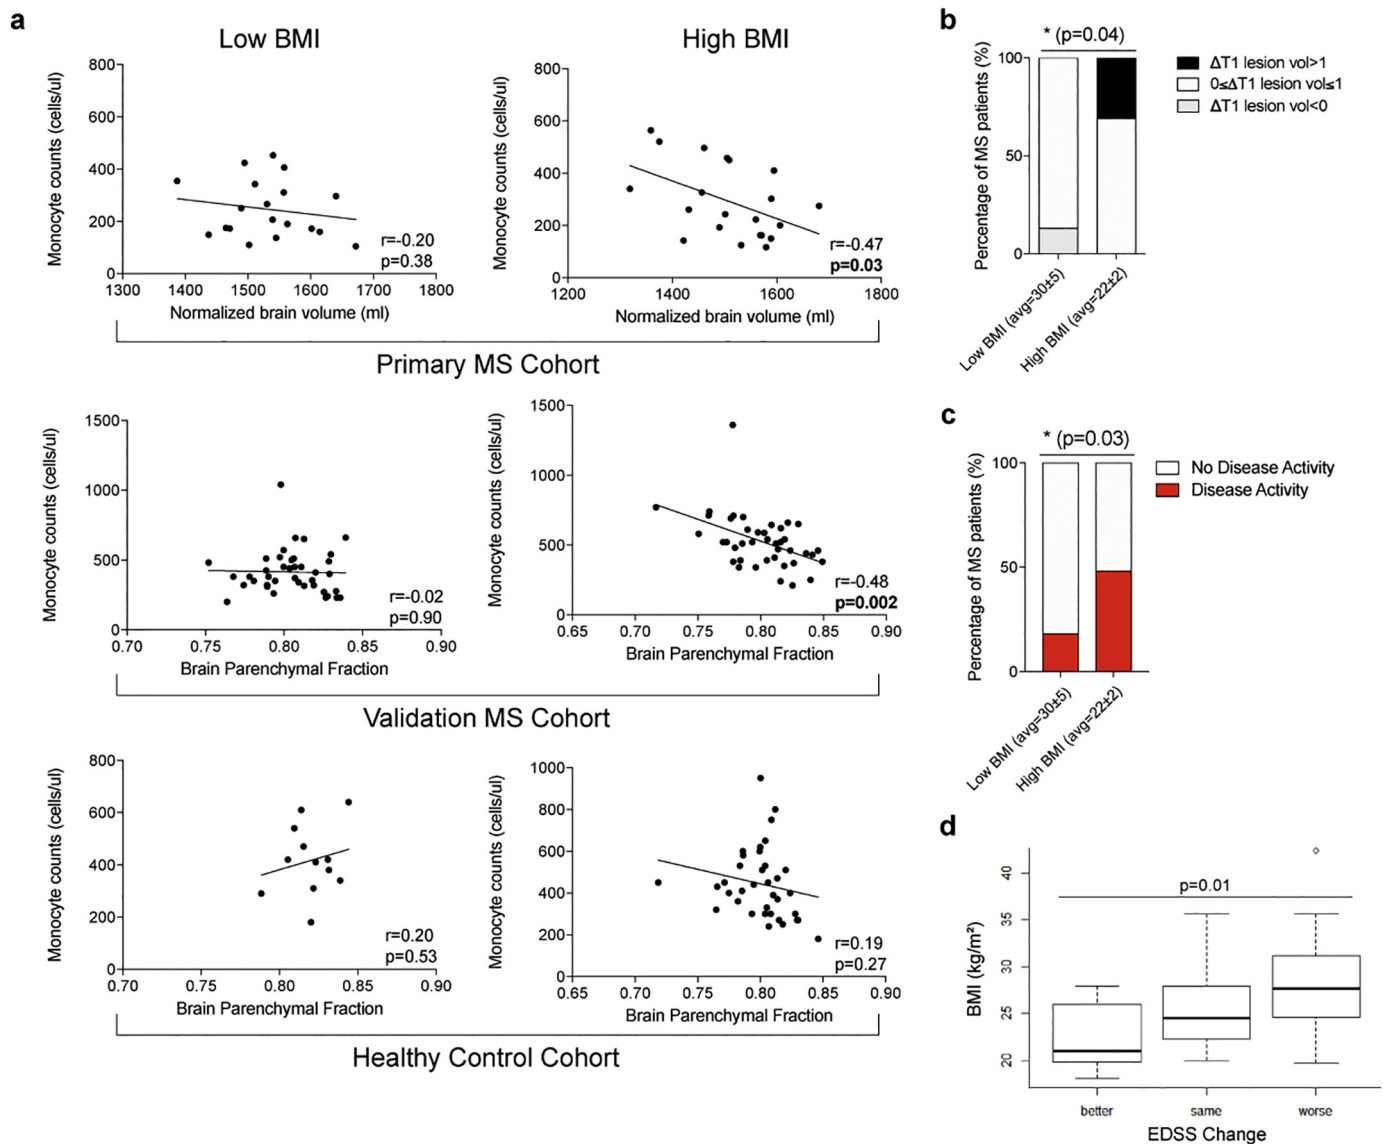 a
Low BMI
High BMI
800
600
400
200
0
1300
1400
1500
1600
1700
1800
Monocyte counts (cells/ul)
Normalized brain volume (ml)
r=-0.20
p=0.38
800
600
400
200
0
1200
1400
1600
1800
Monocyte counts (cells/ul)
Normalized brain volume (ml)
r=-0.47
p=0.03
Primary MS Cohort
1500
1000
500
0
0.70
0.75
0.80
0.85
0.90
Monocyte counts (cells/ul)
Brain Parenchymal Fraction
r=-0.02
p=0.90
1500
1000
500
0
0.65
0.70
0.75
0.80
0.85
0.90
Monocyte counts (cells/ul)
Brain Parenchymal Fraction
r=-0.48
p=0.002
Validation MS Cohort
800
600
400
200
0
0.70
0.75
0.80
0.85
0.90
Monocyte counts (cells/ul)
Brain Parenchymal Fraction
r=0.20
p=0.53
1000
800
600
400
200
0
0.65
0.70
0.75
0.80
0.85
0.90
Monocyte counts (cells/ul)
Brain Parenchymal Fraction
r=0.19
p=0.27
Healthy Control Cohort
b
* (p=0.04)
100
50
0
Percentage of MS patients (%)
Low BMI (avg=30±5)
High BMI (avg=22±2)
ΔT1 lesion vol>1
0≤ΔT1 lesion vol≤1
ΔT1 lesion vol<0
c
* (p=0.03)
100
50
0
Percentage of MS patients (%)
Low BMI (avg=30±5)
High BMI (avg=22±2)
No Disease Activity
Disease Activity
d
p=0.01
40
35
30
25
20
BMI (kg/m²)
better
same
worse
EDSS Change